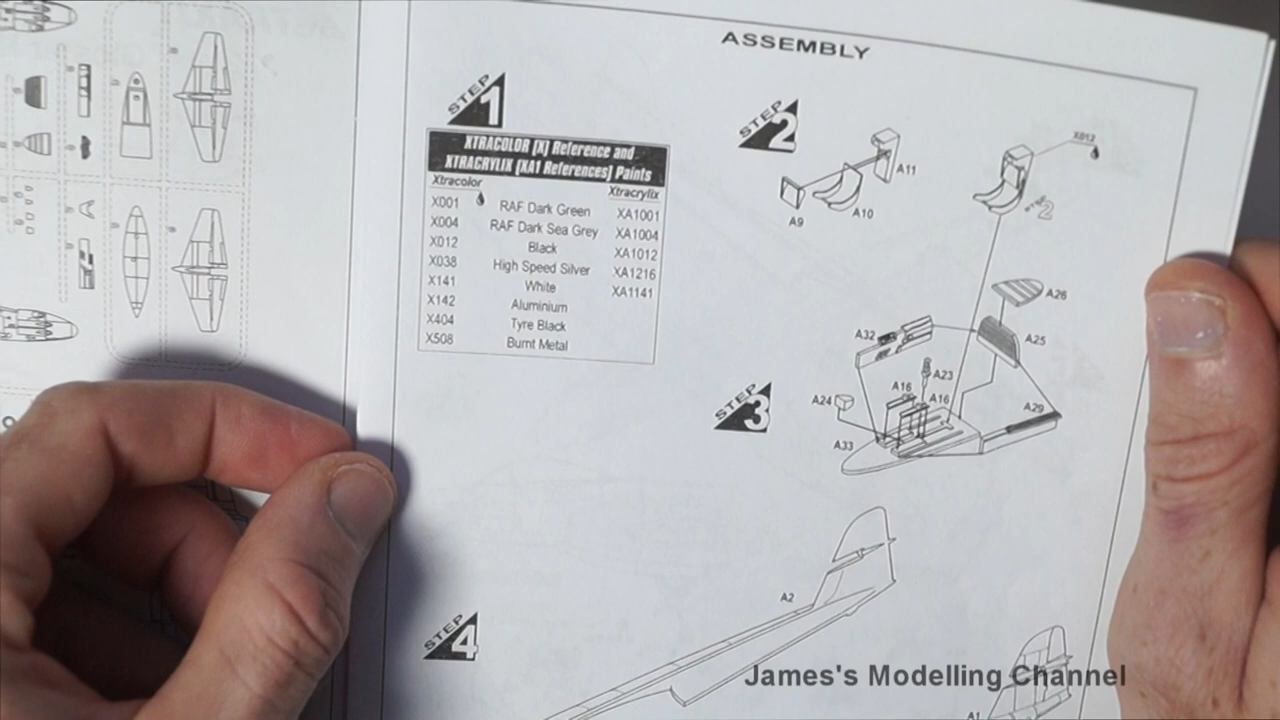 ASSEMBLY
STEP 1
XTRACOLOR [X] Reference and
XTRACRYLIX [XA1 References] Paints
Xtracolor Xtracrylix
X001 RAF Dark Green XA1001
X004 RAF Dark Sea Grey XA1004
X012 Black XA1012
X038 High Speed Silver XA1216
X141 White XA1141
X142 Aluminium
X404 Tyre Black
X508 Burnt Metal
STEP 2
A11
A10
A9
X012
STEP 2
A26
A25
A32
A23
A16
A16
A24
A29
A33
STEP 3
A2
STEP 4
A1
James's Modelling Channel